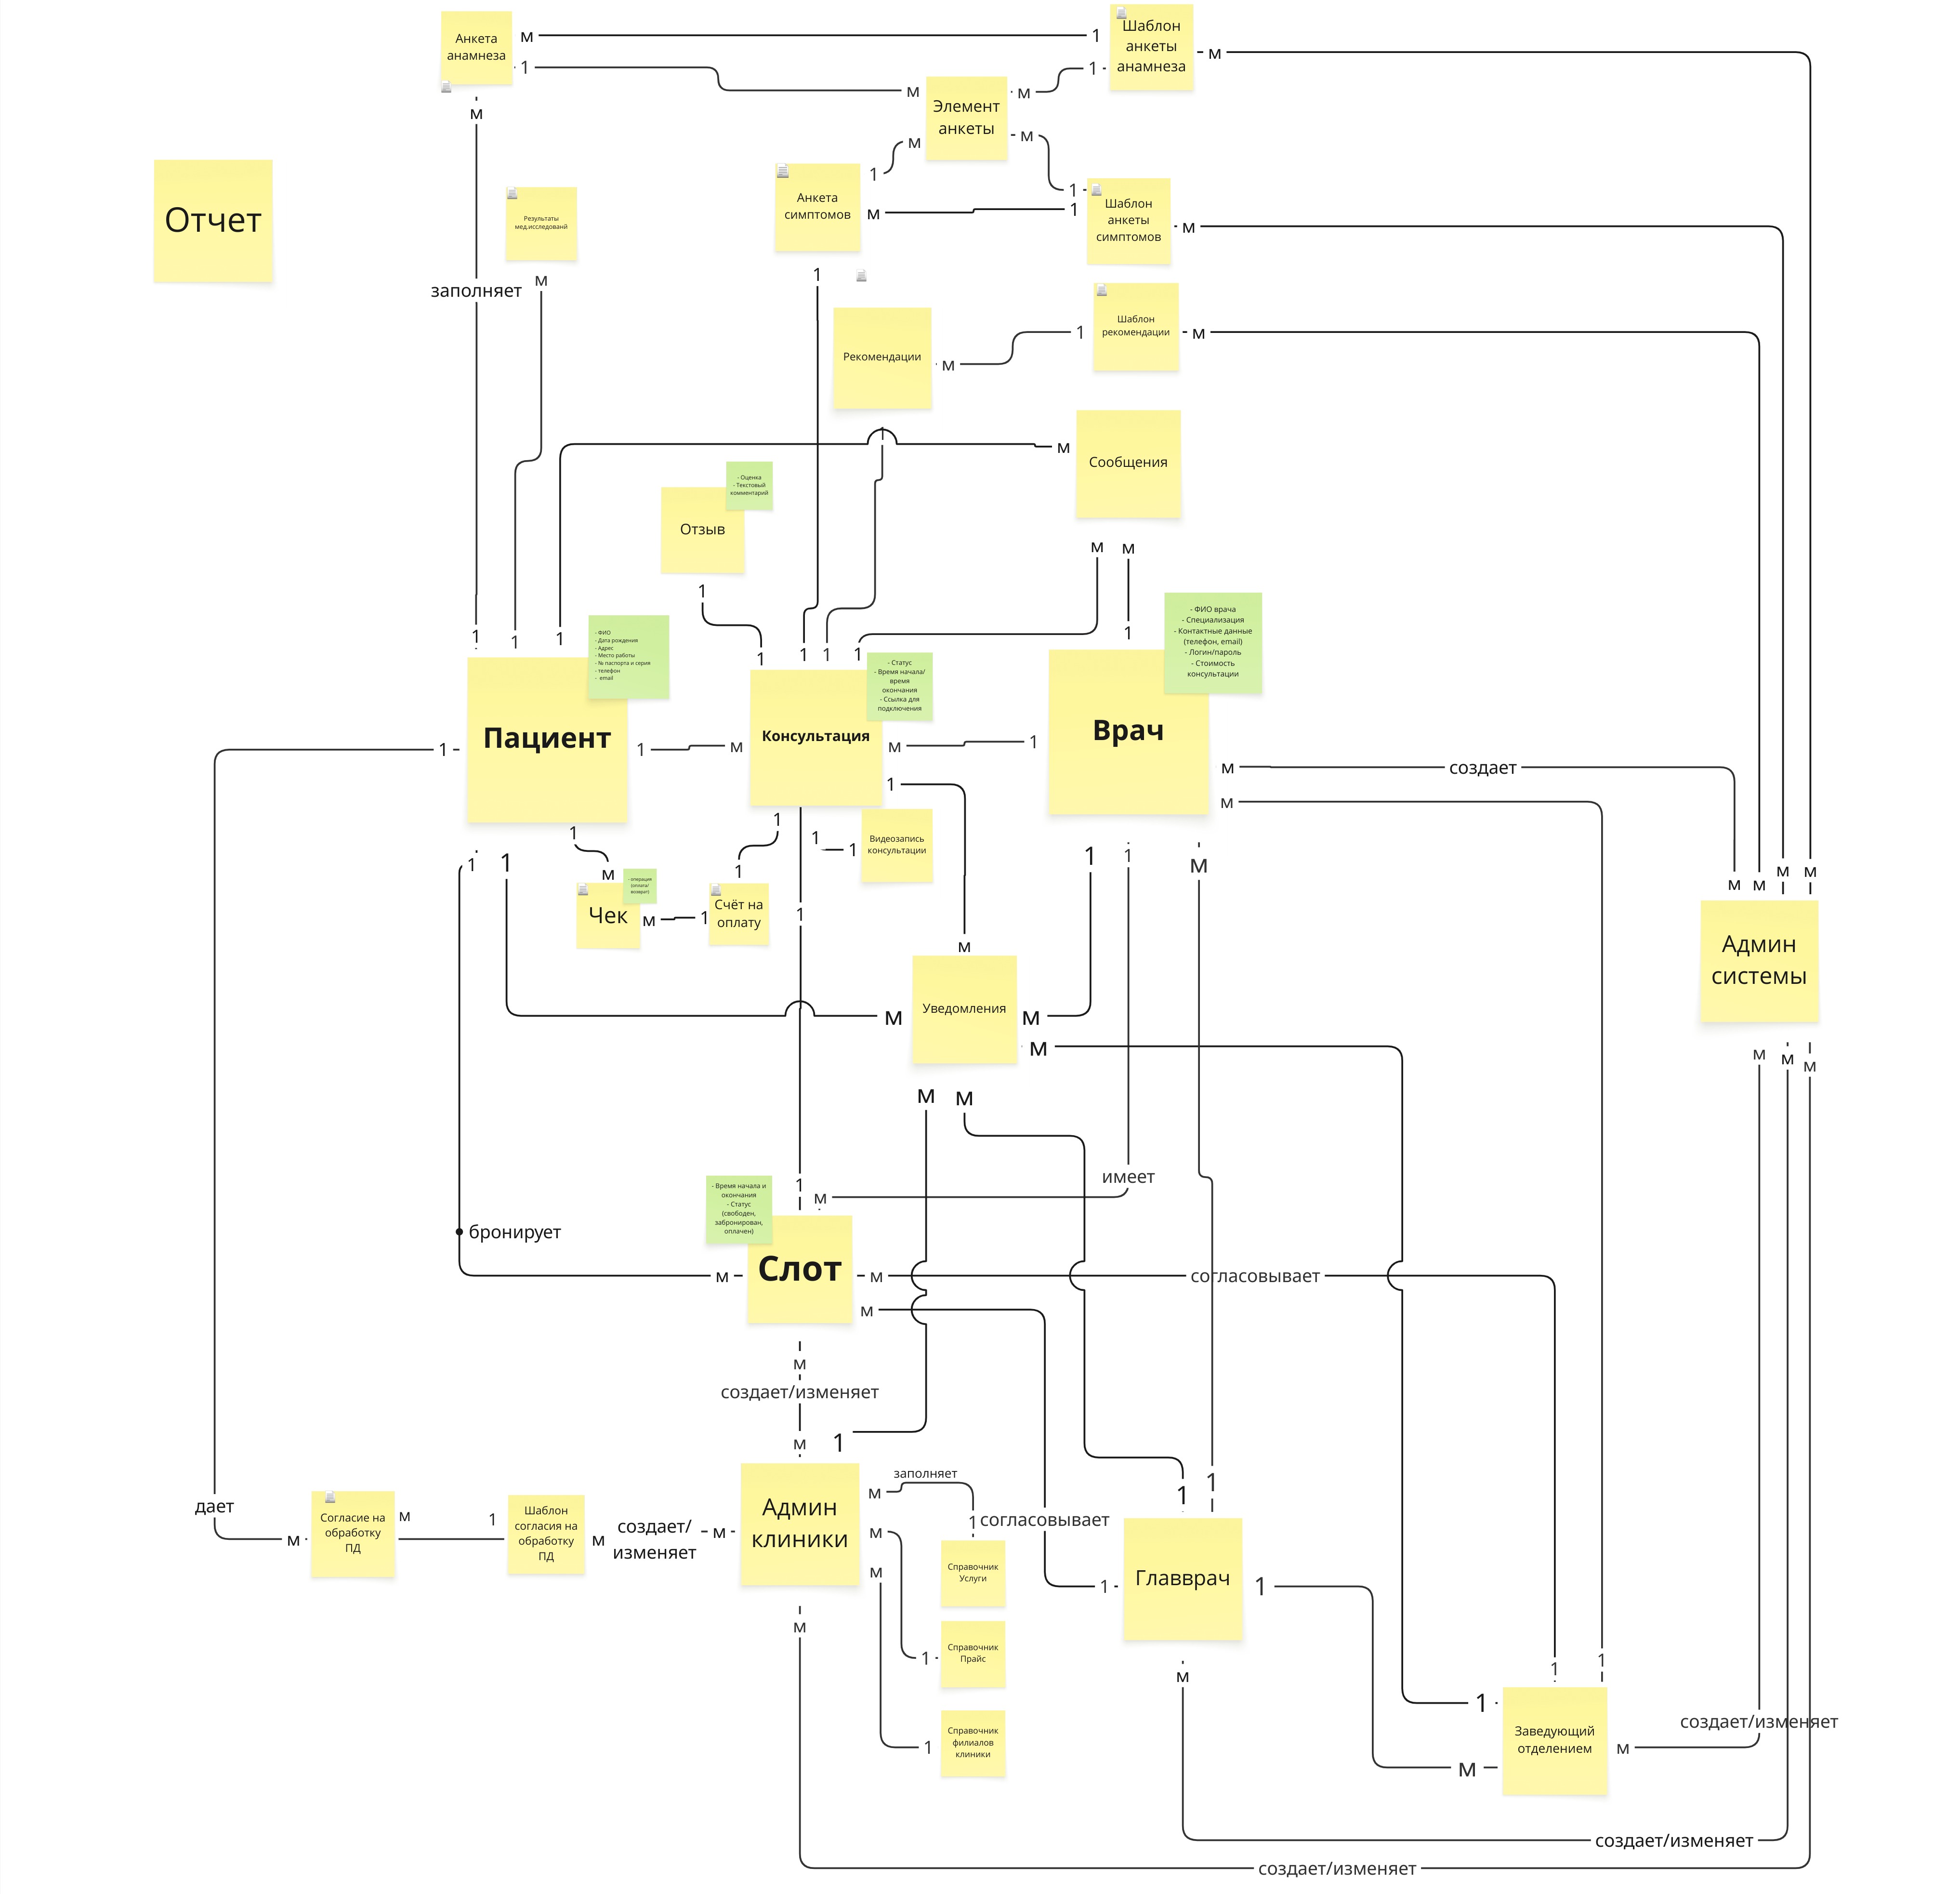 Анкета
анамнеза
м
1
Шаблон
анкеты
анамнеза
м
1
м
1
м
Элемент
анкеты
м
м
м
м
Отчет
Результаты
мед.исследованй
Анкета
симптомов
1
м
1
1
Шаблон
анкеты
симптомов
м
заполняет
м
1
Рекомендации
м
1
Шаблон
рекомендации
м
1
Сообщения
м
- Оценка
- Текстовый
комментарий
Отзыв
м
м
1
1
1
1
1
1
1
1
1
1
- ФИО
- Дата рождения
- Адрес
- Место работы
- № паспорта и серия
- телефон
- email
- Статус
- Время начала/
время
окончания
- Ссылка для
подключения
- ФИО врача
- Специализация
- Контактные данные
(телефон, email)
- Логин/пароль
- Стоимость
консультации
1
Пациент
1
м
Консультация
м
1
Врач
м
создает
м
1
1
1
1
м
- операция
(оплата/
возврат)
Чек
м
1
Счёт на
оплату
1
1
1
1
Видеозапись
консультации
1
1
1
м
м
м
м
м
Админ
системы
1
м
м
Уведомления
м
м
м
м
м
м
м
имеет
- Время начала и
окончания
- Статус
(свободен,
забронирован,
оплачен)
1
м
бронирует
м
Слот
м
согласовывает
м
м
создает/изменяет
м
1
1
1
дает
м
Согласие на
обработку
ПД
м
1
Шаблон
согласия на
обработку
ПД
м
создает/
изменяет
м
Админ
клиники
м
заполняет
1
м
м
Справочник
Услуги
1
Справочник
Прайс
1
Справочник
филиалов
клиники
согласовывает
1
Главврач
1
м
м
1
1
1
м
Заведующий
отделением
м
создает/изменяет
создает/изменяет
создает/изменяет